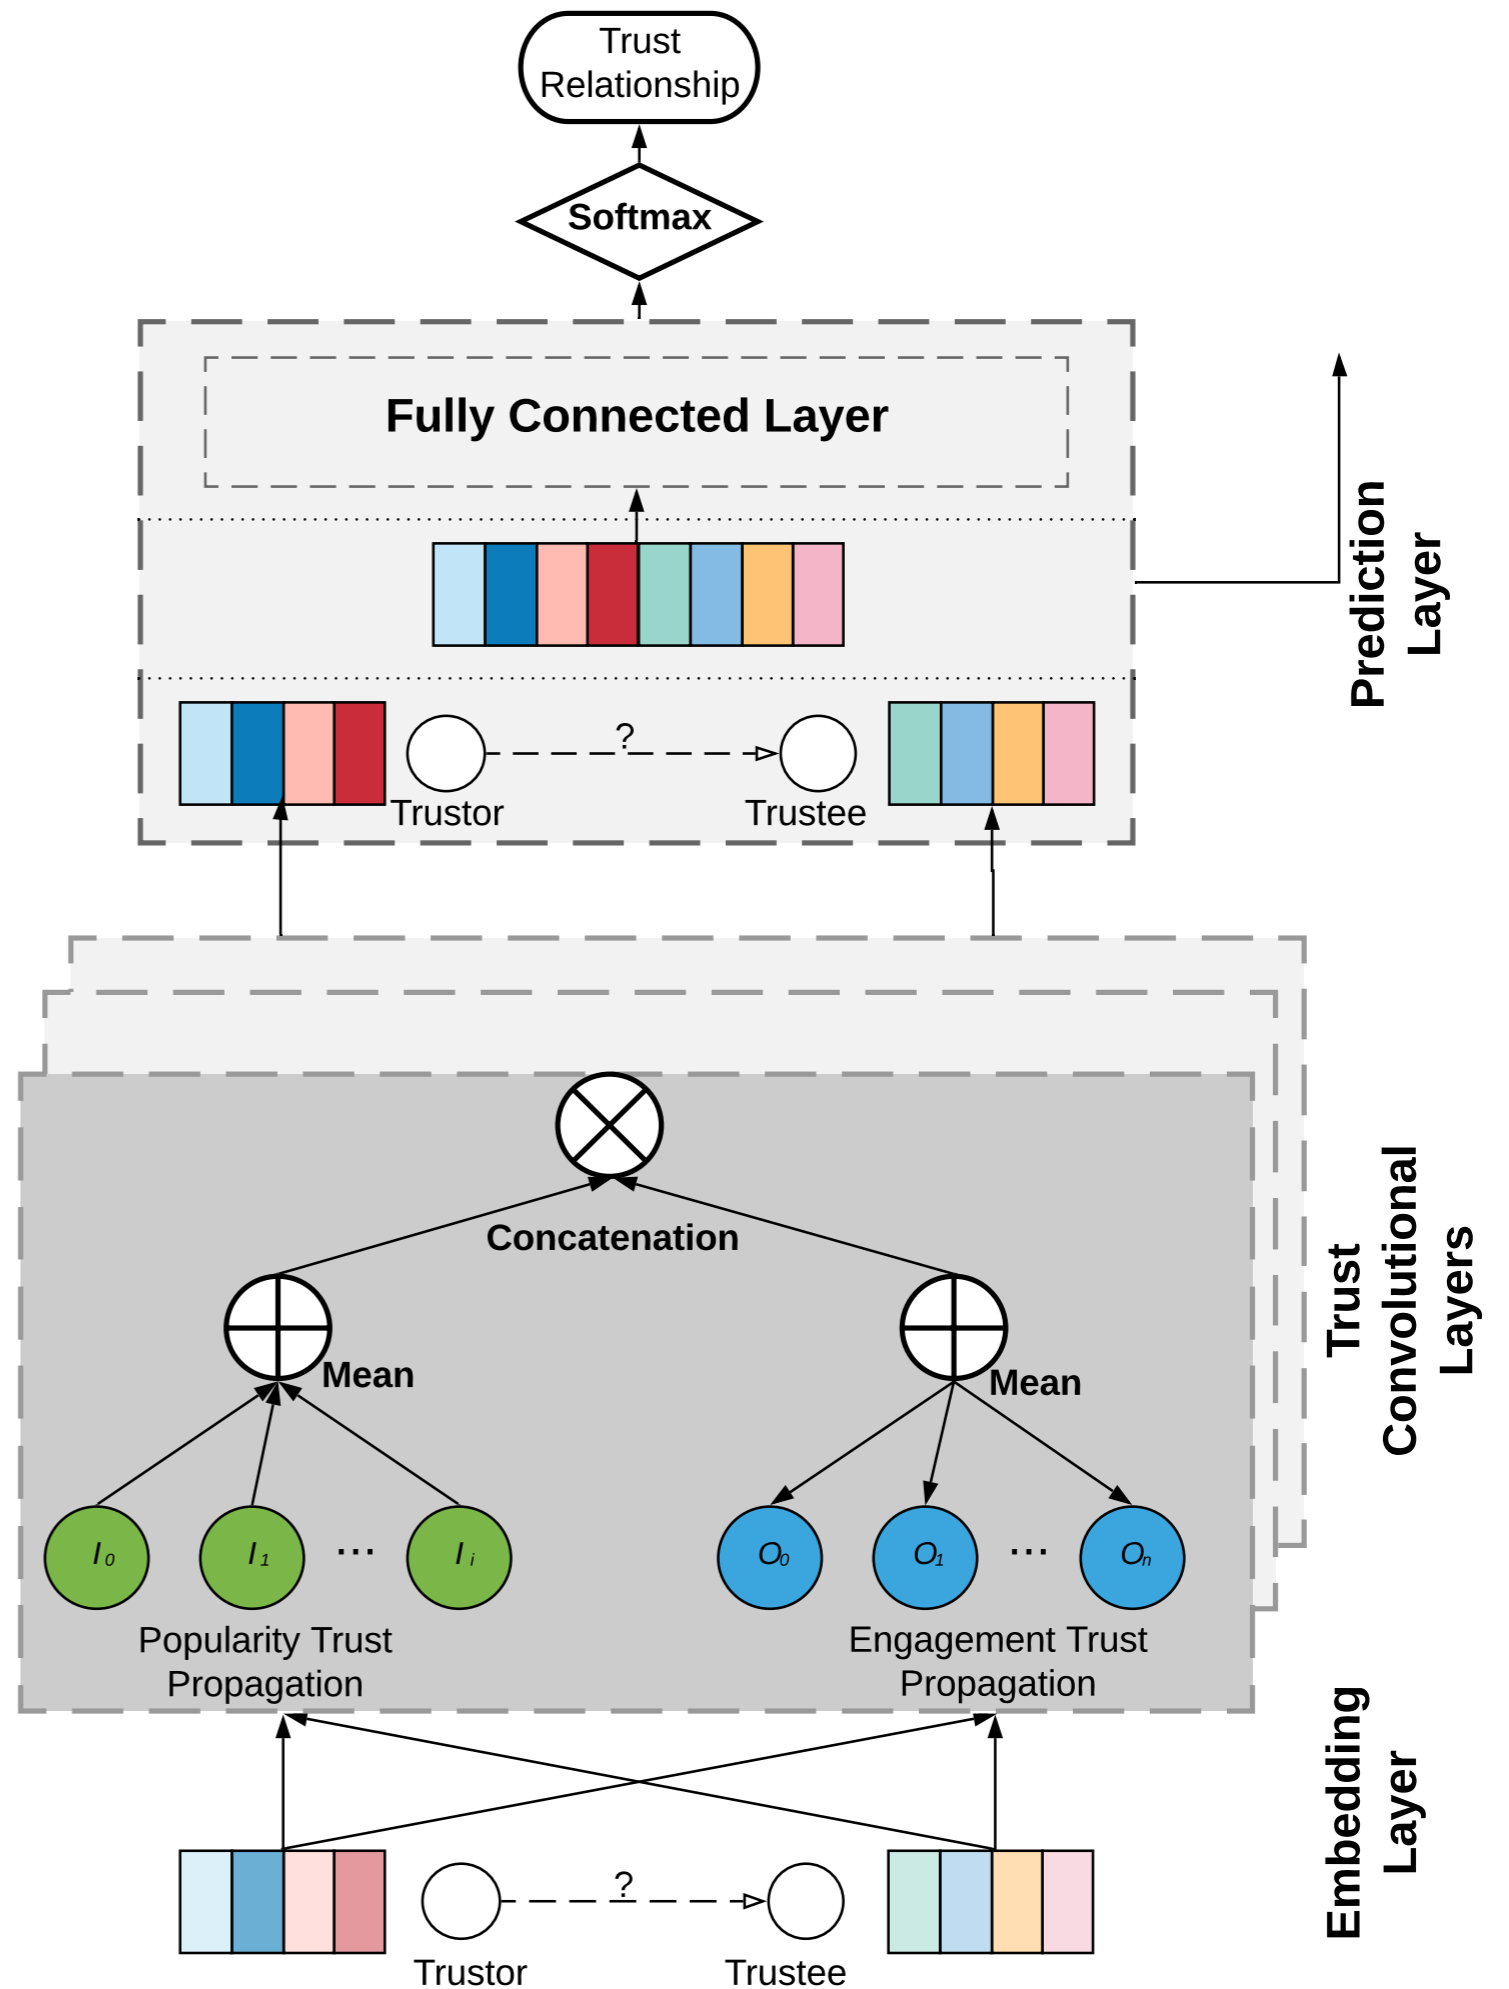 Trust
Relationship
Softmax
Fully Connected Layer
?
Trustor
Trustee
Prediction
Layer
Concatenation
Mean
Mean
I0
I1
...
Ii
O0
O1
...
On
Popularity Trust
Propagation
Engagement Trust
Propagation
Trust
Convolutional
Layers
?
Trustor
Trustee
Embedding
Layer